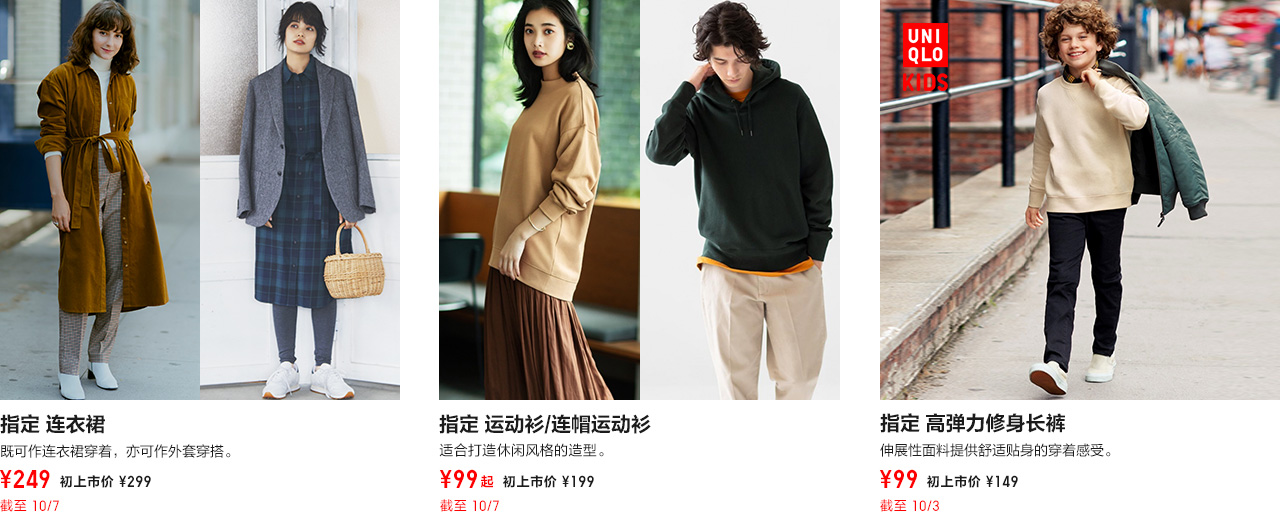 指定 连衣裙
既可作连衣裙穿着，亦可作外套穿搭。
¥249 初上市价 ¥299
截至 10/7
指定 运动衫/连帽运动衫
适合打造休闲风格的造型。
¥99起 初上市价 ¥199
截至 10/7
UNI
QLO
KIDS
指定 高弹力修身长裤
伸展性面料提供舒适贴身的穿着感受。
¥99 初上市价 ¥149
截至 10/3